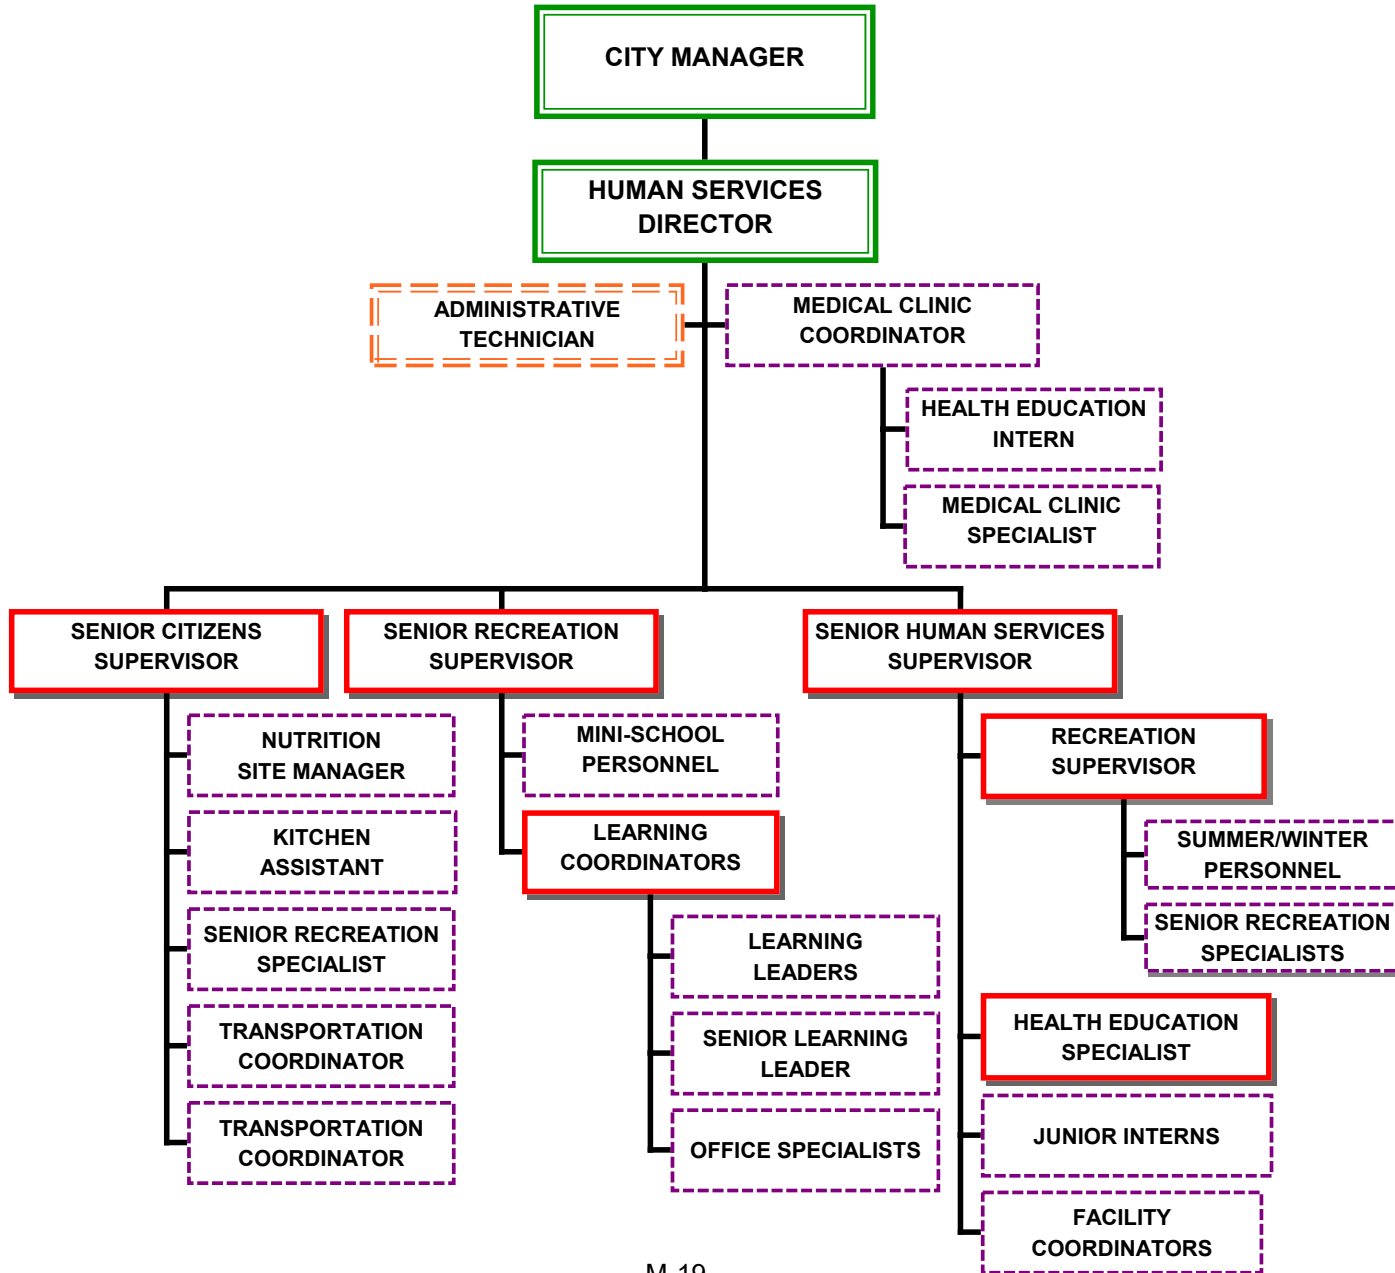 CITY MANAGER
HUMAN SERVICES
DIRECTOR
ADMINISTRATIVE
TECHNICIAN
MEDICAL CLINIC
COORDINATOR
HEALTH EDUCATION
INTERN
MEDICAL CLINIC
SPECIALIST
SENIOR CITIZENS
SUPERVISOR
NUTRITION
SITE MANAGER
KITCHEN
ASSISTANT
SENIOR RECREATION
SPECIALIST
TRANSPORTATION
COORDINATOR
TRANSPORTATION
COORDINATOR
SENIOR RECREATION
SUPERVISOR
MINI-SCHOOL
PERSONNEL
LEARNING
COORDINATORS
LEARNING
LEADERS
SENIOR LEARNING
LEADER
OFFICE SPECIALISTS
SENIOR HUMAN SERVICES
SUPERVISOR
RECREATION
SUPERVISOR
SUMMER/WINTER
PERSONNEL
SENIOR RECREATION
SPECIALISTS
HEALTH EDUCATION
SPECIALIST
JUNIOR INTERNS
FACILITY
COORDINATORS
M-19